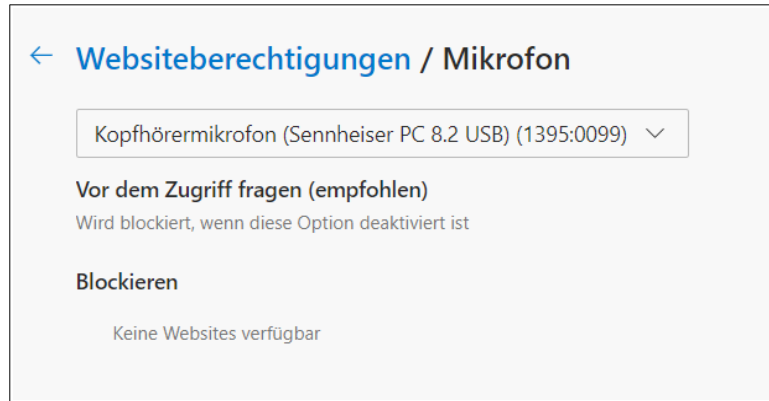 Websiteberechtigungen / Mikrofon
Kopfhörermikrofon (Sennheiser PC 8.2 USB) (1395:0099)
Vor dem Zugriff fragen (empfohlen)
Wird blockiert, wenn diese Option deaktiviert ist
Blockieren
Keine Websites verfügbar